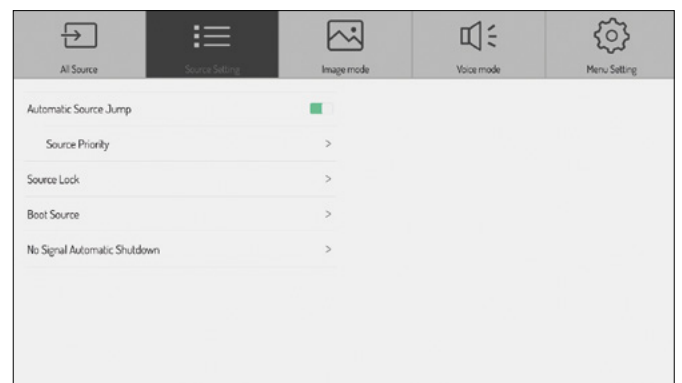 All Source
Source Setting
Image mode
Voice mode
Menu Setting
Automatic Source Jump
Source Priority
>
Source Lock
>
Boot Source
>
No Signal Automatic Shutdown
>